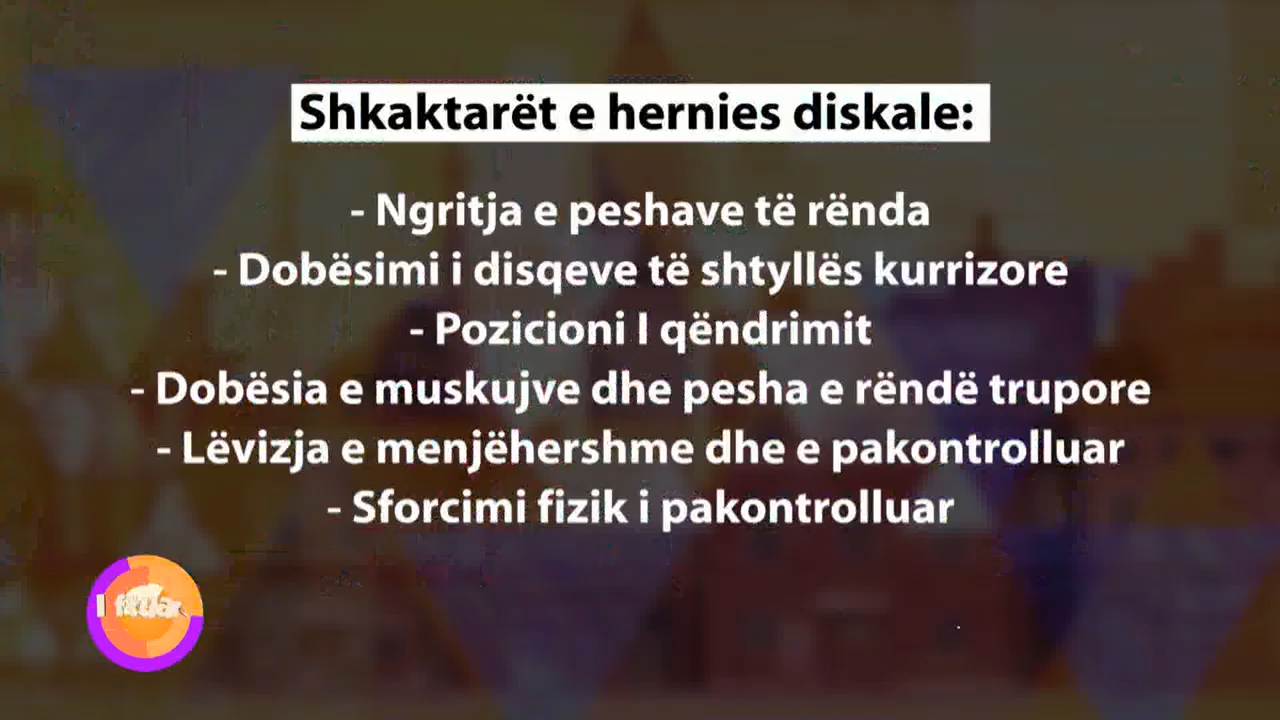 Shkaktarët e hernies diskale:
- Ngritja e peshave të rënda
- Dobësimi i disqeve të shtyllës kurrizore
- Pozicioni I qëndrimit
- Dobësia e muskujve dhe pesha e rëndë trupore
- Lëvizja e menjëhershme dhe e pakontrolluar
- Sforcimi fizik i pakontrolluar